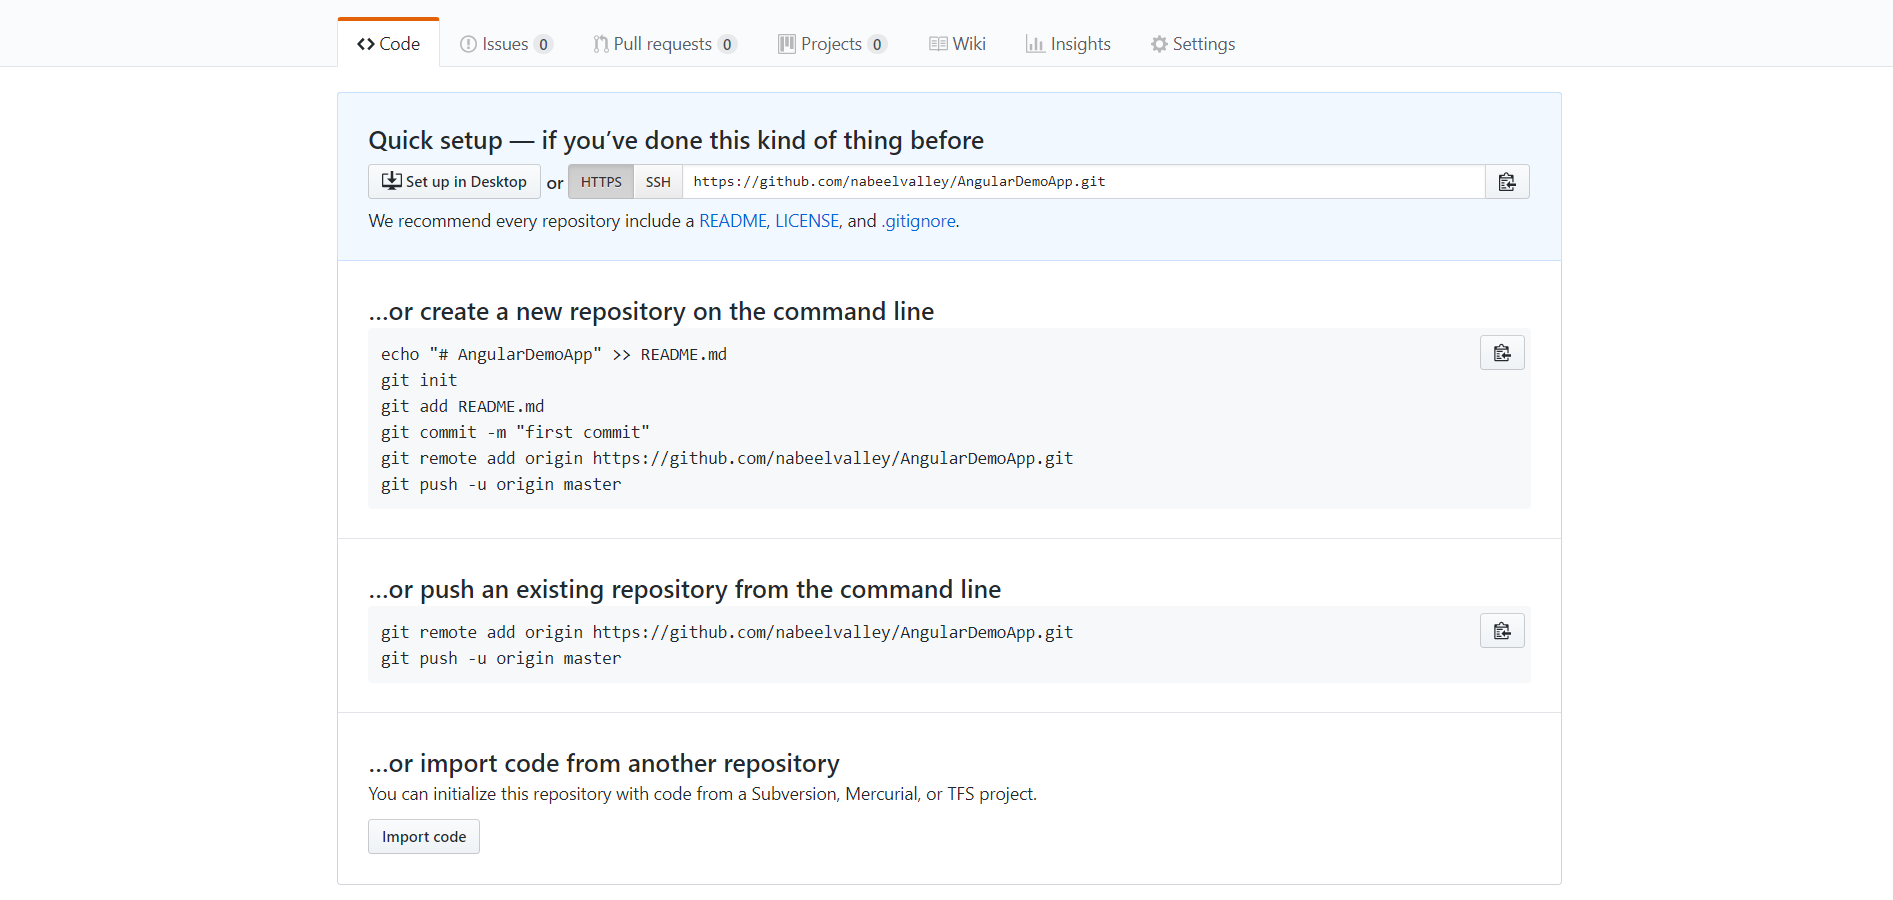 Code Issues 0 Pull requests 0 Projects 0 Wiki Insights Settings
Quick setup — if you’ve done this kind of thing before
Set up in Desktop or HTTPS SSH https://github.com/nabeelvalley/AngularDemoApp.git
We recommend every repository include a README, LICENSE, and .gitignore.
…or create a new repository on the command line
echo "# AngularDemoApp" >> README.md
git init
git add README.md
git commit -m "first commit"
git remote add origin https://github.com/nabeelvalley/AngularDemoApp.git
git push -u origin master
…or push an existing repository from the command line
git remote add origin https://github.com/nabeelvalley/AngularDemoApp.git
git push -u origin master
…or import code from another repository
You can initialize this repository with code from a Subversion, Mercurial, or TFS project.
Import code